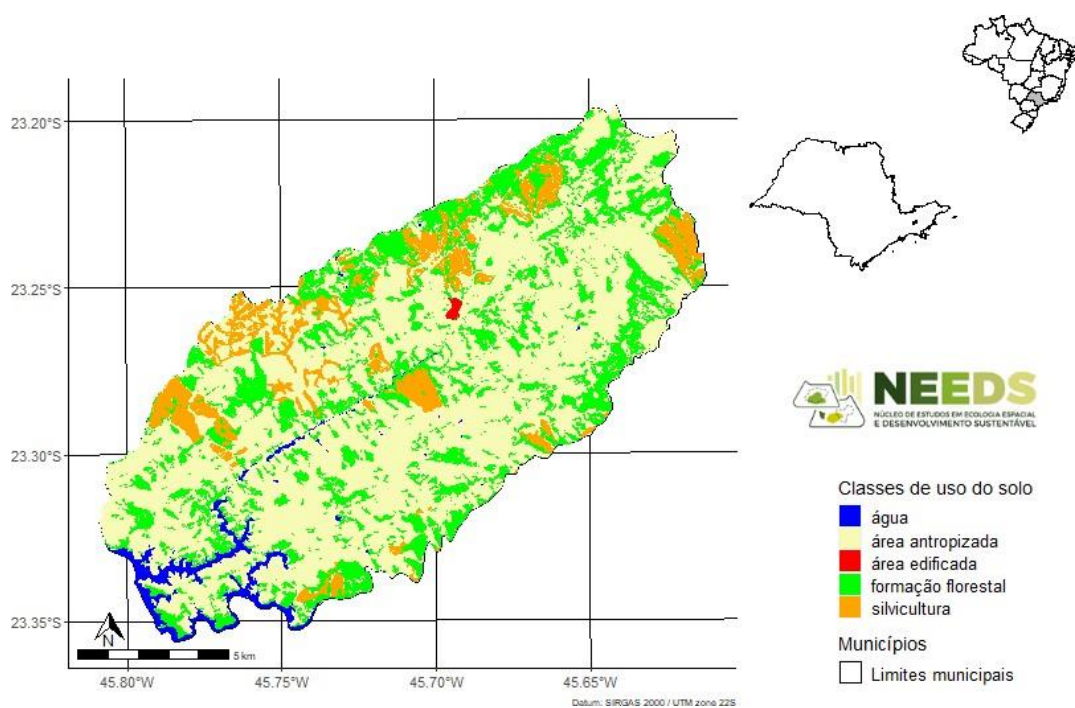 23.20°S
23.25°S
23.30°S
23.35°S
N
5 km
45.80°W
45.75°W
45.70°W
45.65°W
Datum: SIRGAS 2000 / UTM zone 22S
NEEDS
NÚCLEO DE ESTUDOS EM ECOLOGIA ESPACIAL
E DESENVOLVIMENTO SUSTENTÁVEL
Classes de uso do solo
água
área antropizada
área edificada
formação florestal
silvicultura
Municípios
Limites municipais